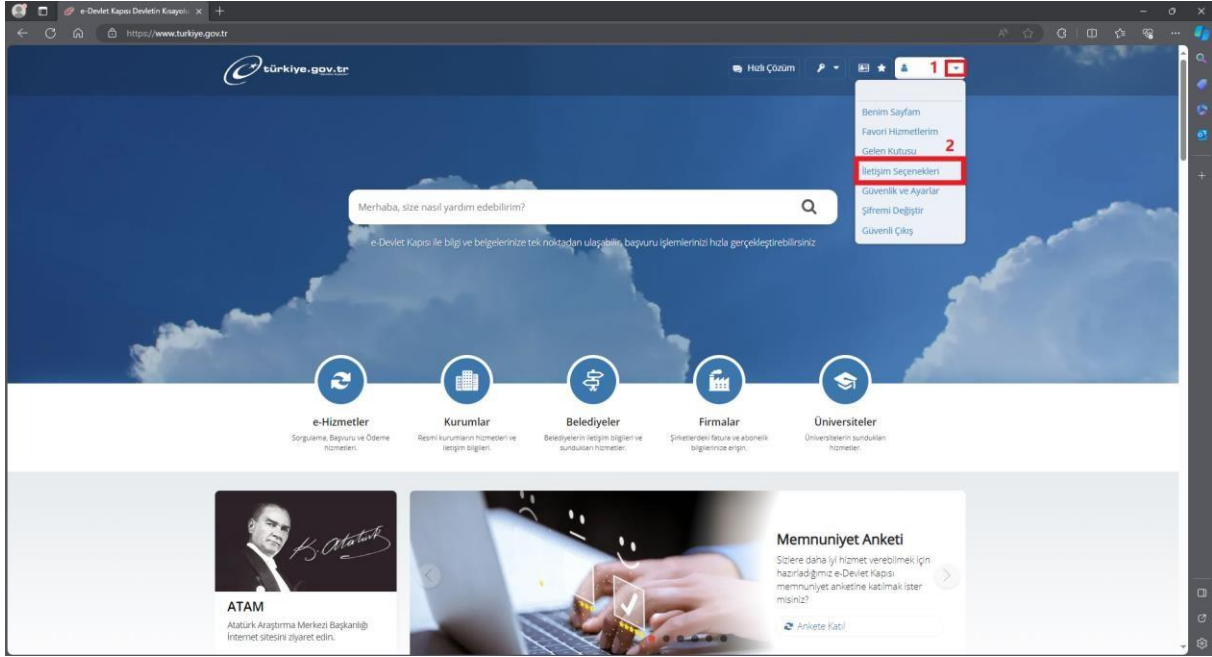 e-Devlet Kapısı Devletin Kısayolu
https://www.turkiye.gov.tr
türkiye.gov.tr
Hızlı Çözüm
1
Benim Sayfam
Favori Hizmetlerim
Gelen Kutusu
2
İletişim Seçenekleri
Güvenlik ve Ayarlar
Şifremi Değiştir
Güvenli Çıkış
Merhaba, size nasıl yardım edebilirim?
e-Devlet Kapısı ile bilgi ve belgelerinize tek noktadan ulaşabilir, başvuru işlemlerinizi hızla gerçekleştirebilirsiniz
e-Hizmetler
Sorgulama, Başvuru ve Ödeme
hizmetleri.
Kurumlar
Resmi kurumların hizmetleri ve
iletişim bilgileri.
Belediyeler
Belediyelerin iletişim bilgileri ve
sundukları hizmetler.
Firmalar
Şirketlerdeki fatura ve abonelik
bilgilerinize erişin.
Üniversiteler
Üniversitelerin sundukları
hizmetler.
K. Atatürk
ATAM
Atatürk Araştırma Merkezi Başkanlığı
İnternet sitesini ziyaret edin.
Memnuniyet Anketi
Sizlere daha iyi hizmet verebilmek için
hazırladığımız e-Devlet Kapısı
memnuniyet anketine katılmak ister
misiniz?
Ankete Katıl